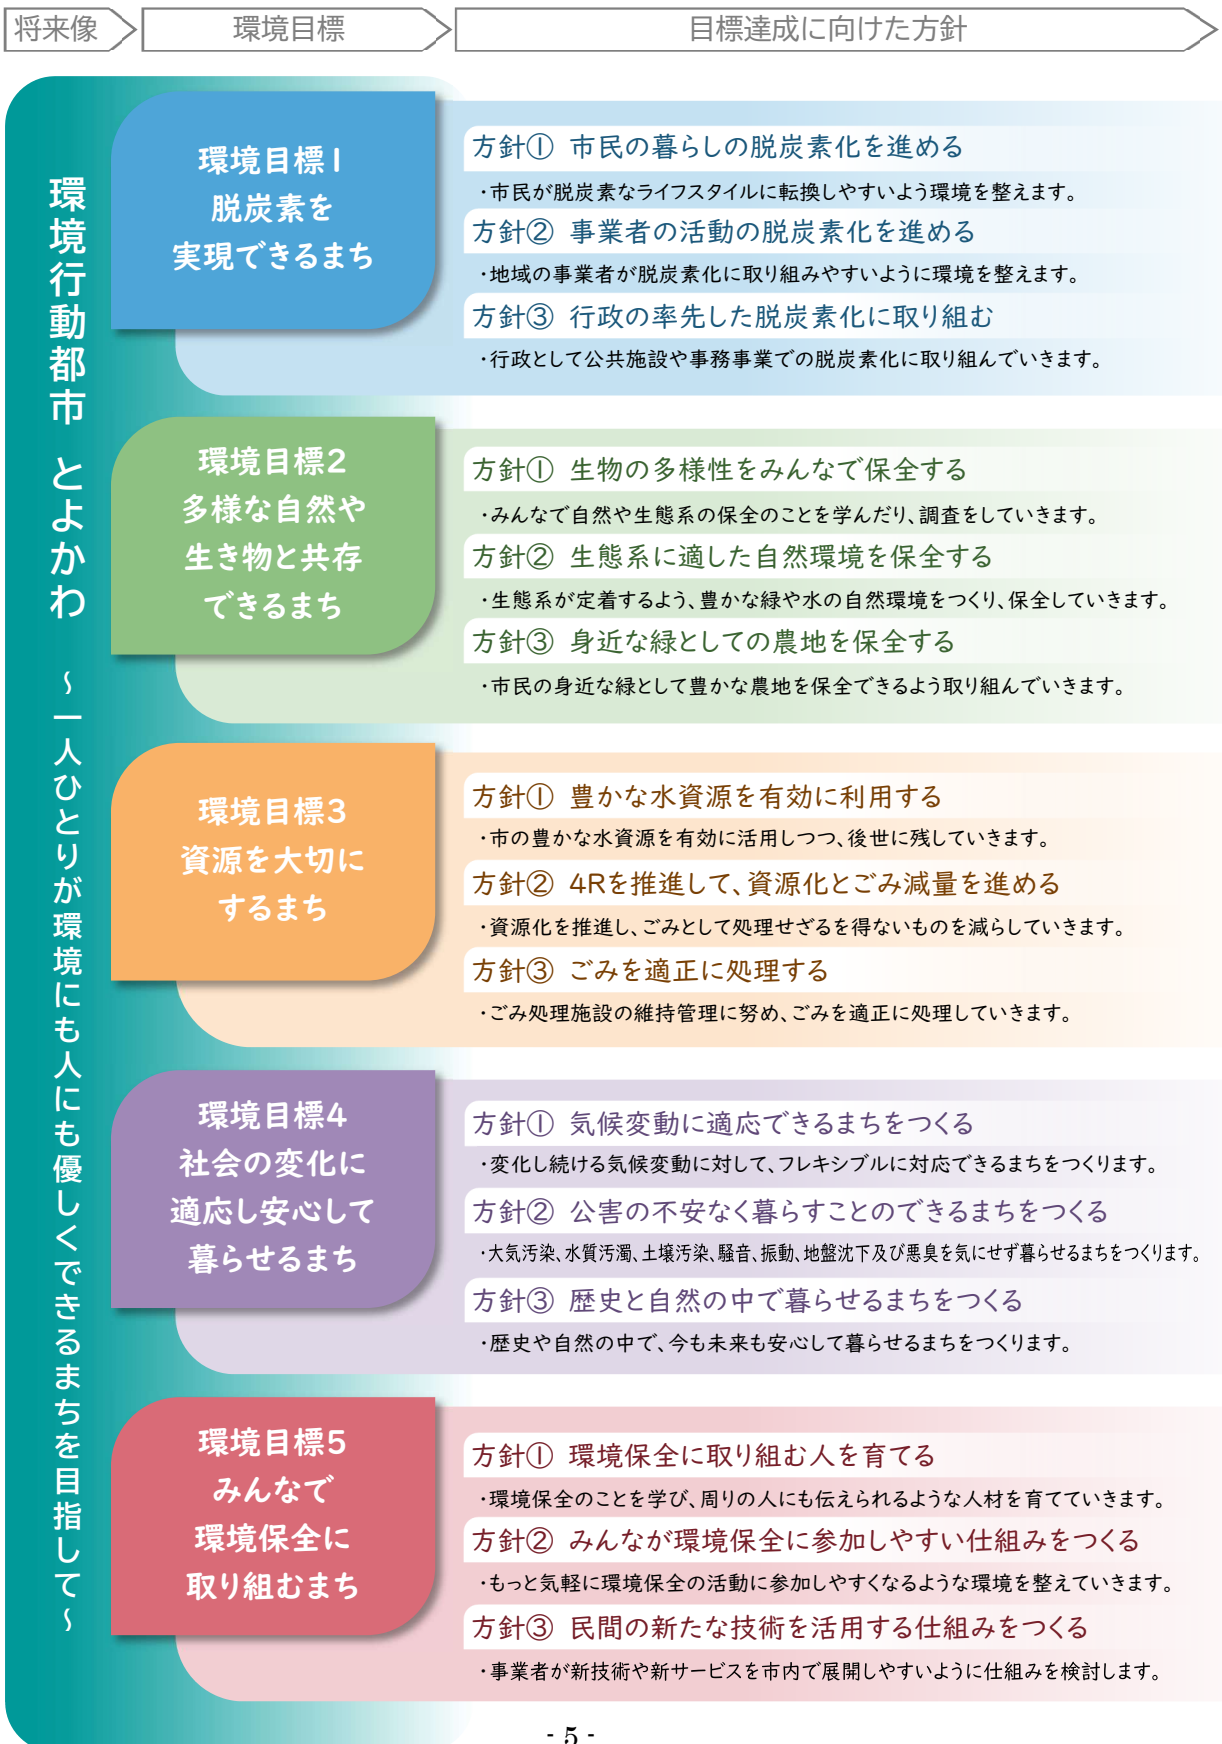 将来像
環境目標
目標達成に向けた方針
環境行動都市 とよかわ ～一人ひとりが環境にも人にも優しくできるまちを目指して～
環境目標1
脱炭素を
実現できるまち
方針① 市民の暮らしの脱炭素化を進める
・市民が脱炭素なライフスタイルに転換しやすいよう環境を整えます。
方針② 事業者の活動の脱炭素化を進める
・地域の事業者が脱炭素化に取り組みやすいように環境を整えます。
方針③ 行政の率先した脱炭素化に取り組む
・行政として公共施設や事務事業での脱炭素化に取り組んでいきます。
環境目標2
多様な自然や
生き物と共存
できるまち
方針① 生物の多様性をみんなで保全する
・みんなで自然や生態系の保全のことを学んだり、調査をしていきます。
方針② 生態系に適した自然環境を保全する
・生態系が定着するよう、豊かな緑や水の自然環境をつくり、保全していきます。
方針③ 身近な緑としての農地を保全する
・市民の身近な緑として豊かな農地を保全できるよう取り組んでいきます。
環境目標3
資源を大切に
するまち
方針① 豊かな水資源を有効に利用する
・市の豊かな水資源を有効に活用しつつ、後世に残していきます。
方針② 4Rを推進して、資源化とごみ減量を進める
・資源化を推進し、ごみとして処理せざるを得ないものを減らしていきます。
方針③ ごみを適正に処理する
・ごみ処理施設の維持管理に努め、ごみを適正に処理していきます。
環境目標4
社会の変化に
適応し安心して
暮らせるまち
方針① 気候変動に適応できるまちをつくる
・変化し続ける気候変動に対して、フレキシブルに対応できるまちをつくります。
方針② 公害の不安なく暮らすことのできるまちをつくる
・大気汚染、水質汚濁、土壌汚染、騒音、振動、地盤沈下及び悪臭を気にせず暮らせるまちをつくります。
方針③ 歴史と自然の中で暮らせるまちをつくる
・歴史や自然の中で、今も未来も安心して暮らせるまちをつくります。
環境目標5
みんなで
環境保全に
取り組むまち
方針① 環境保全に取り組む人を育てる
・環境保全のことを学び、周りの人にも伝えられるような人材を育てていきます。
方針② みんなが環境保全に参加しやすい仕組みをつくる
・もっと気軽に環境保全の活動に参加しやすくなるような環境を整えていきます。
方針③ 民間の新たな技術を活用する仕組みをつくる
・事業者が新技術や新サービスを市内で展開しやすいように仕組みを検討します。
- 5 -